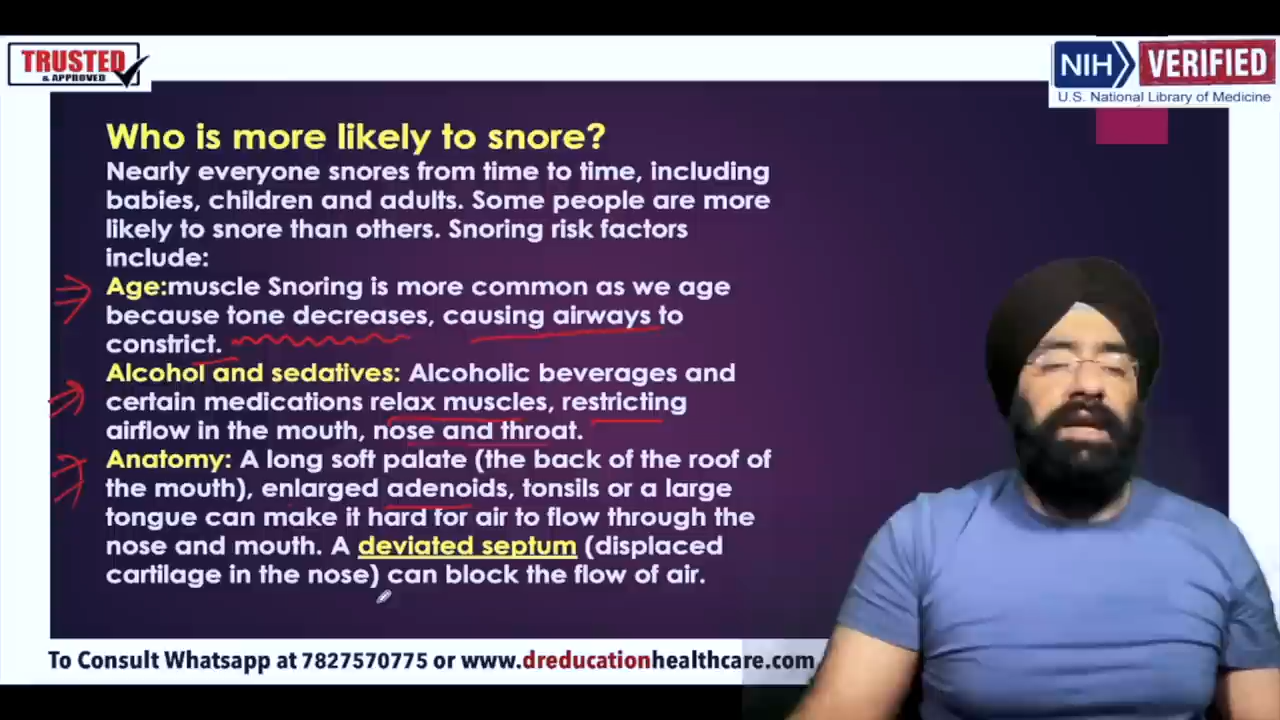 TRUSTED
& APPROVED
NIH VERIFIED
U.S. National Library of Medicine
Who is more likely to snore?
Nearly everyone snores from time to time, including
babies, children and adults. Some people are more
likely to snore than others. Snoring risk factors
include:
Age:muscle Snoring is more common as we age
because tone decreases, causing airways to
constrict.
Alcohol and sedatives: Alcoholic beverages and
certain medications relax muscles, restricting
airflow in the mouth, nose and throat.
Anatomy: A long soft palate (the back of the roof of
the mouth), enlarged adenoids, tonsils or a large
tongue can make it hard for air to flow through the
nose and mouth. A deviated septum (displaced
cartilage in the nose) can block the flow of air.
To Consult Whatsapp at 7827570775 or www.dreducationhealthcare.com